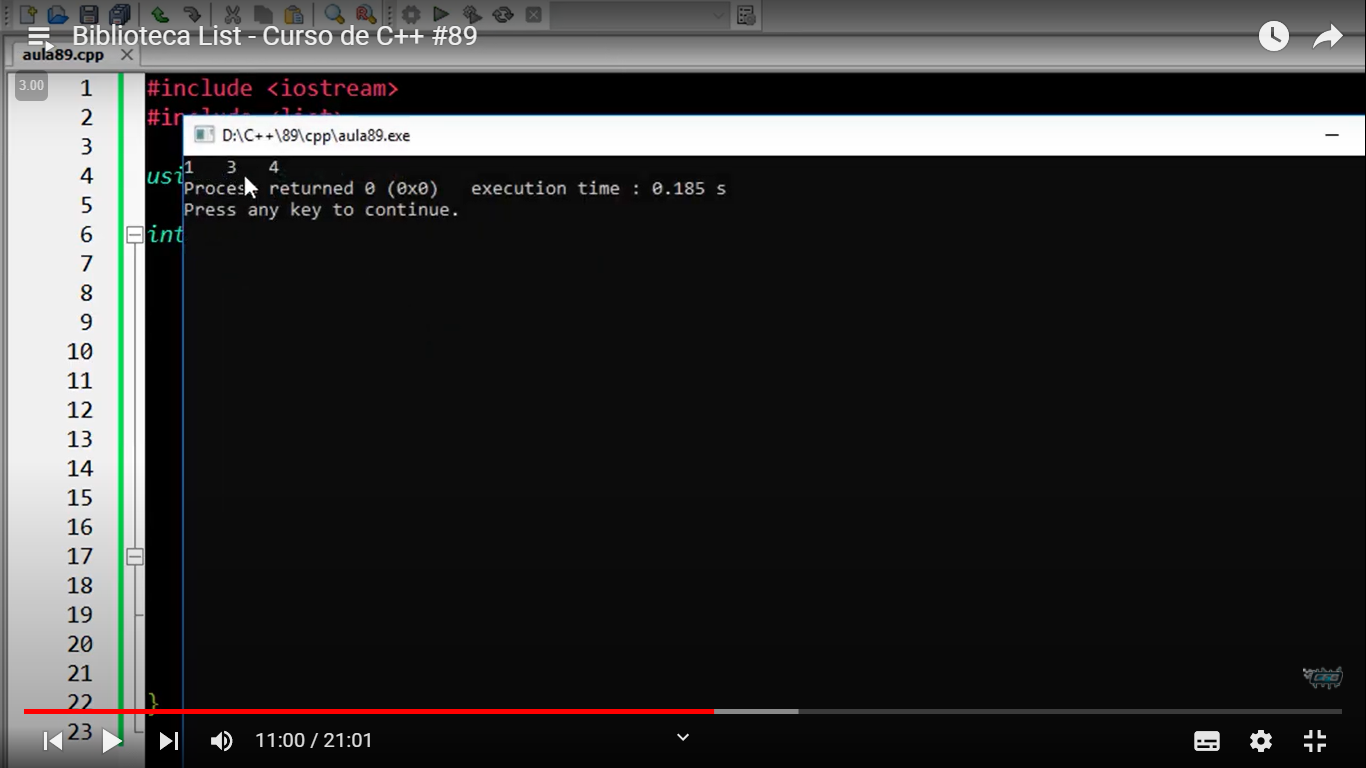 Biblioteca List - Curso de C++ #89
aula89.cpp
3.00
1 #include <iostream>
2 #include <list>
3
4 usi
5
6 int
7
8
9
10
11
12
13
14
15
16
17
18
19
20
21
22 }
23
D:\C++\89\cpp\aula89.exe
1 3 4
Process returned 0 (0x0) execution time : 0.185 s
Press any key to continue.
11:00 / 21:01